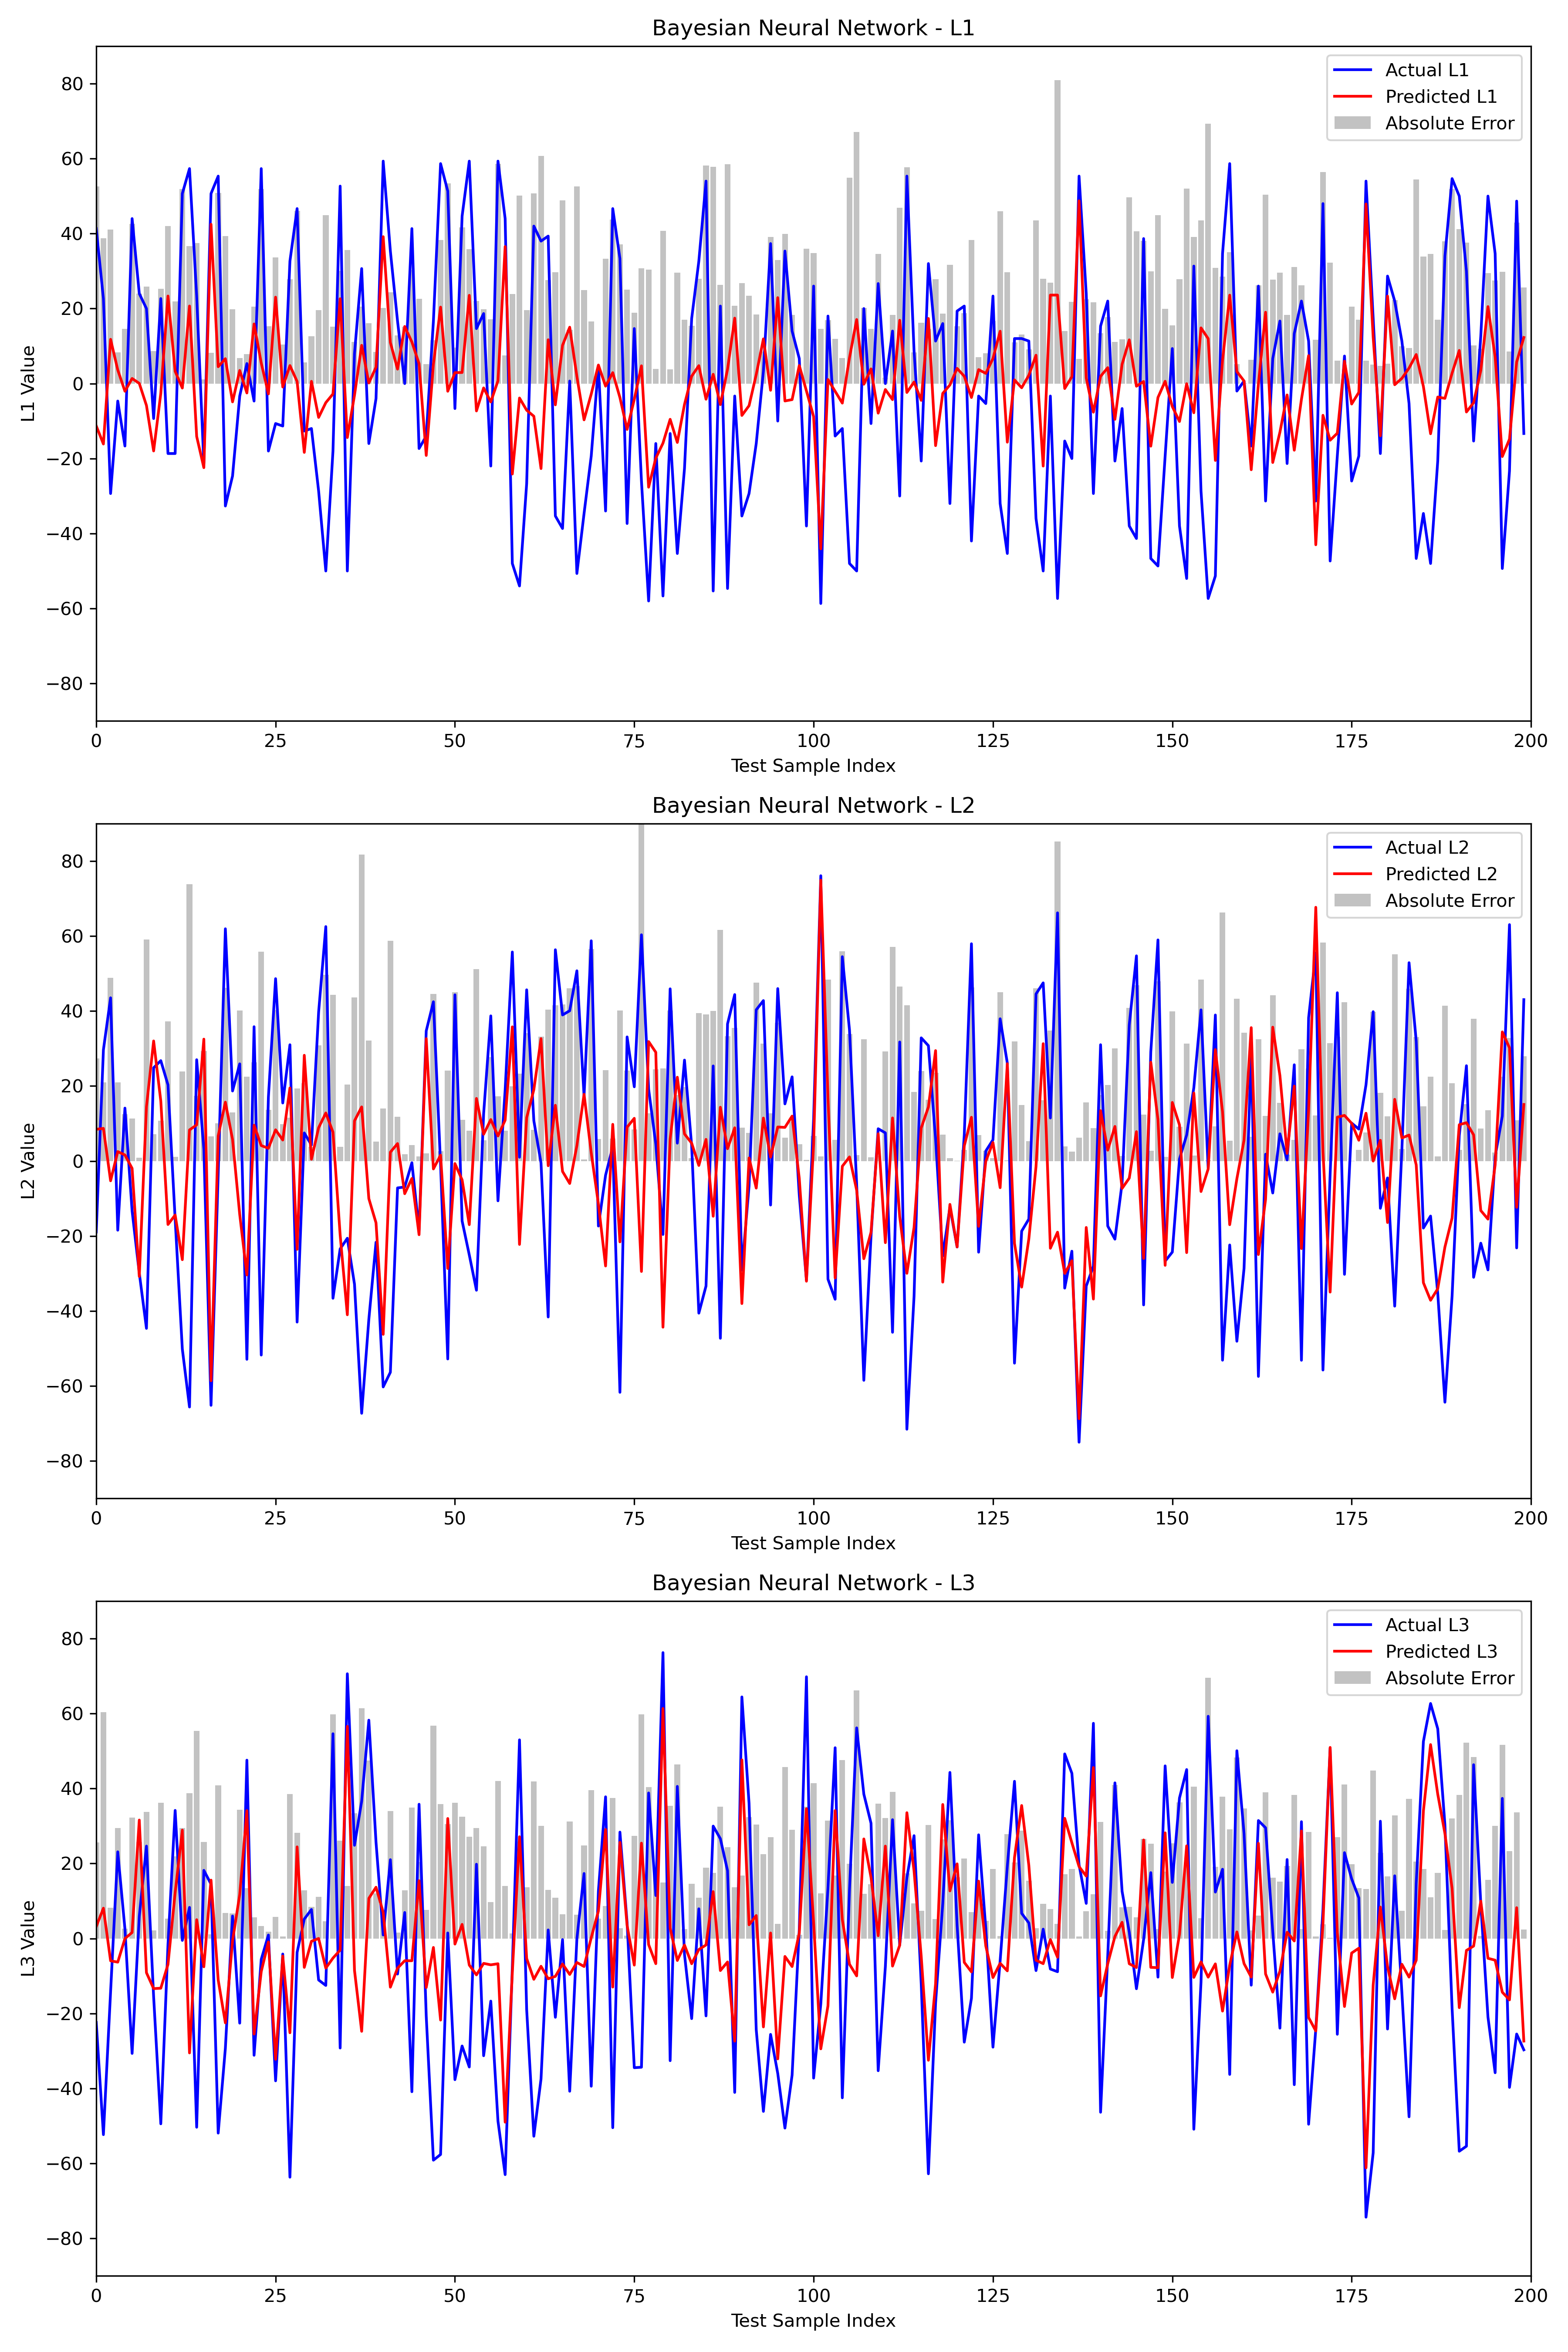 Bayesian Neural Network - L1
Actual L1
Predicted L1
Absolute Error
L1 Value
80
60
40
20
0
−20
−40
−60
−80
0 25 50 75 100 125 150 175 200
Test Sample Index
Bayesian Neural Network - L2
Actual L2
Predicted L2
Absolute Error
L2 Value
80
60
40
20
0
−20
−40
−60
−80
0 25 50 75 100 125 150 175 200
Test Sample Index
Bayesian Neural Network - L3
Actual L3
Predicted L3
Absolute Error
L3 Value
80
60
40
20
0
−20
−40
−60
−80
0 25 50 75 100 125 150 175 200
Test Sample Index